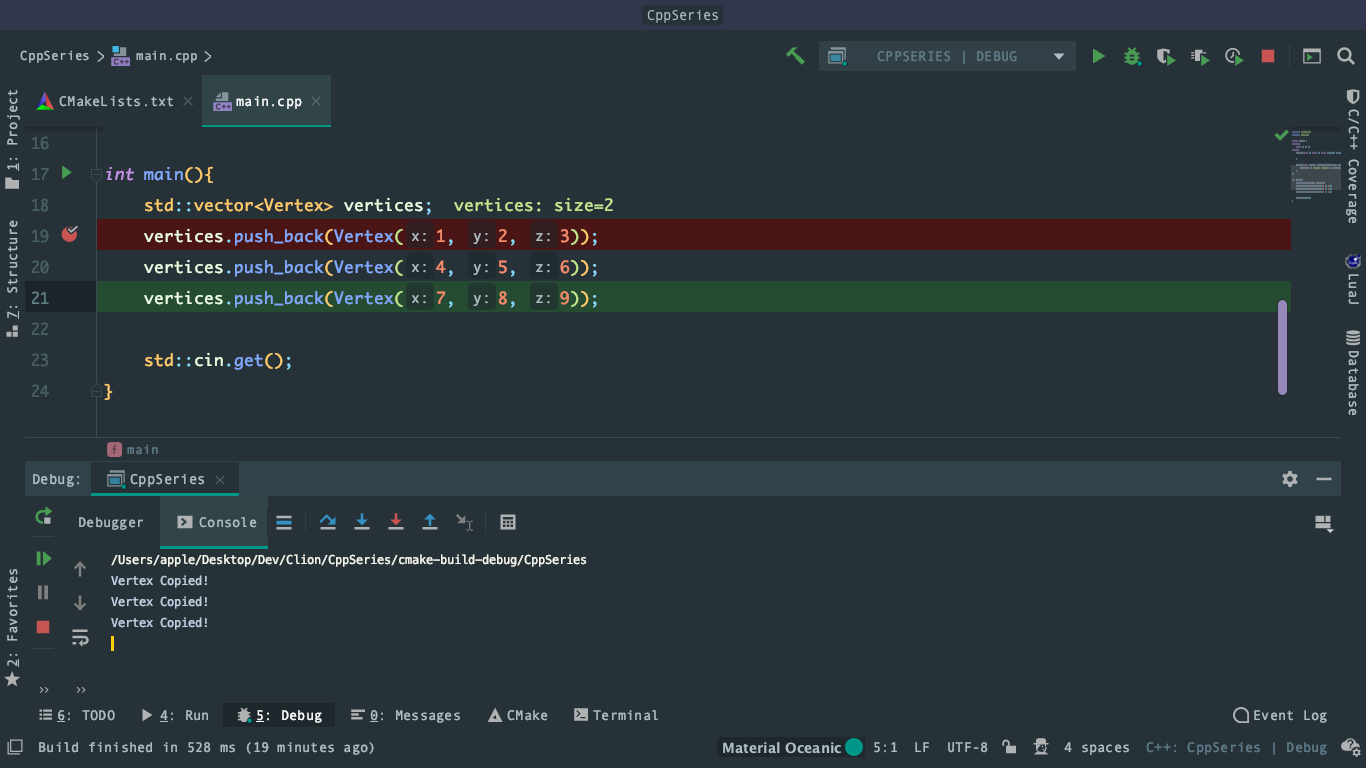 CppSeries
CppSeries > main.cpp >
CPPSERIES | DEBUG
CMakeLists.txt
main.cpp
1: Project
Z: Structure
2: Favorites
C/C++ Coverage
LuaJ
Database
16
17 int main(){
18 std::vector<Vertex> vertices; vertices: size=2
19 vertices.push_back(Vertex( x: 1, y: 2, z: 3));
20 vertices.push_back(Vertex( x: 4, y: 5, z: 6));
21 vertices.push_back(Vertex( x: 7, y: 8, z: 9));
22
23 std::cin.get();
24 }
f main
Debug: CppSeries
Debugger Console
/Users/apple/Desktop/Dev/Clion/CppSeries/cmake-build-debug/CppSeries
Vertex Copied!
Vertex Copied!
Vertex Copied!
6: TODO 4: Run 5: Debug 0: Messages CMake Terminal Event Log
Build finished in 528 ms (19 minutes ago) Material Oceanic 5:1 LF UTF-8 4 spaces C++: CppSeries | Debug